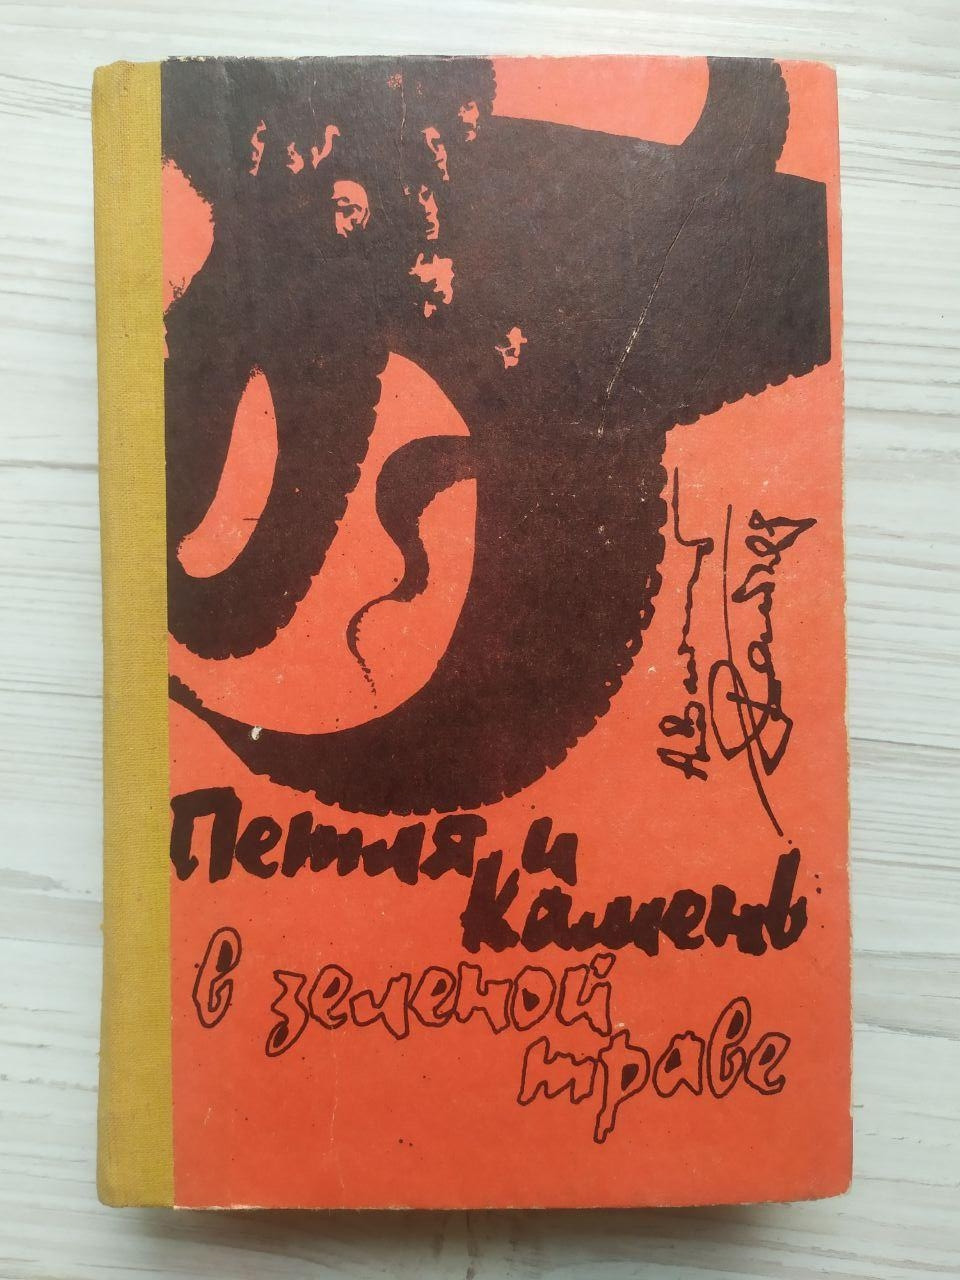 Петля и
Камень
в зеленой
траве